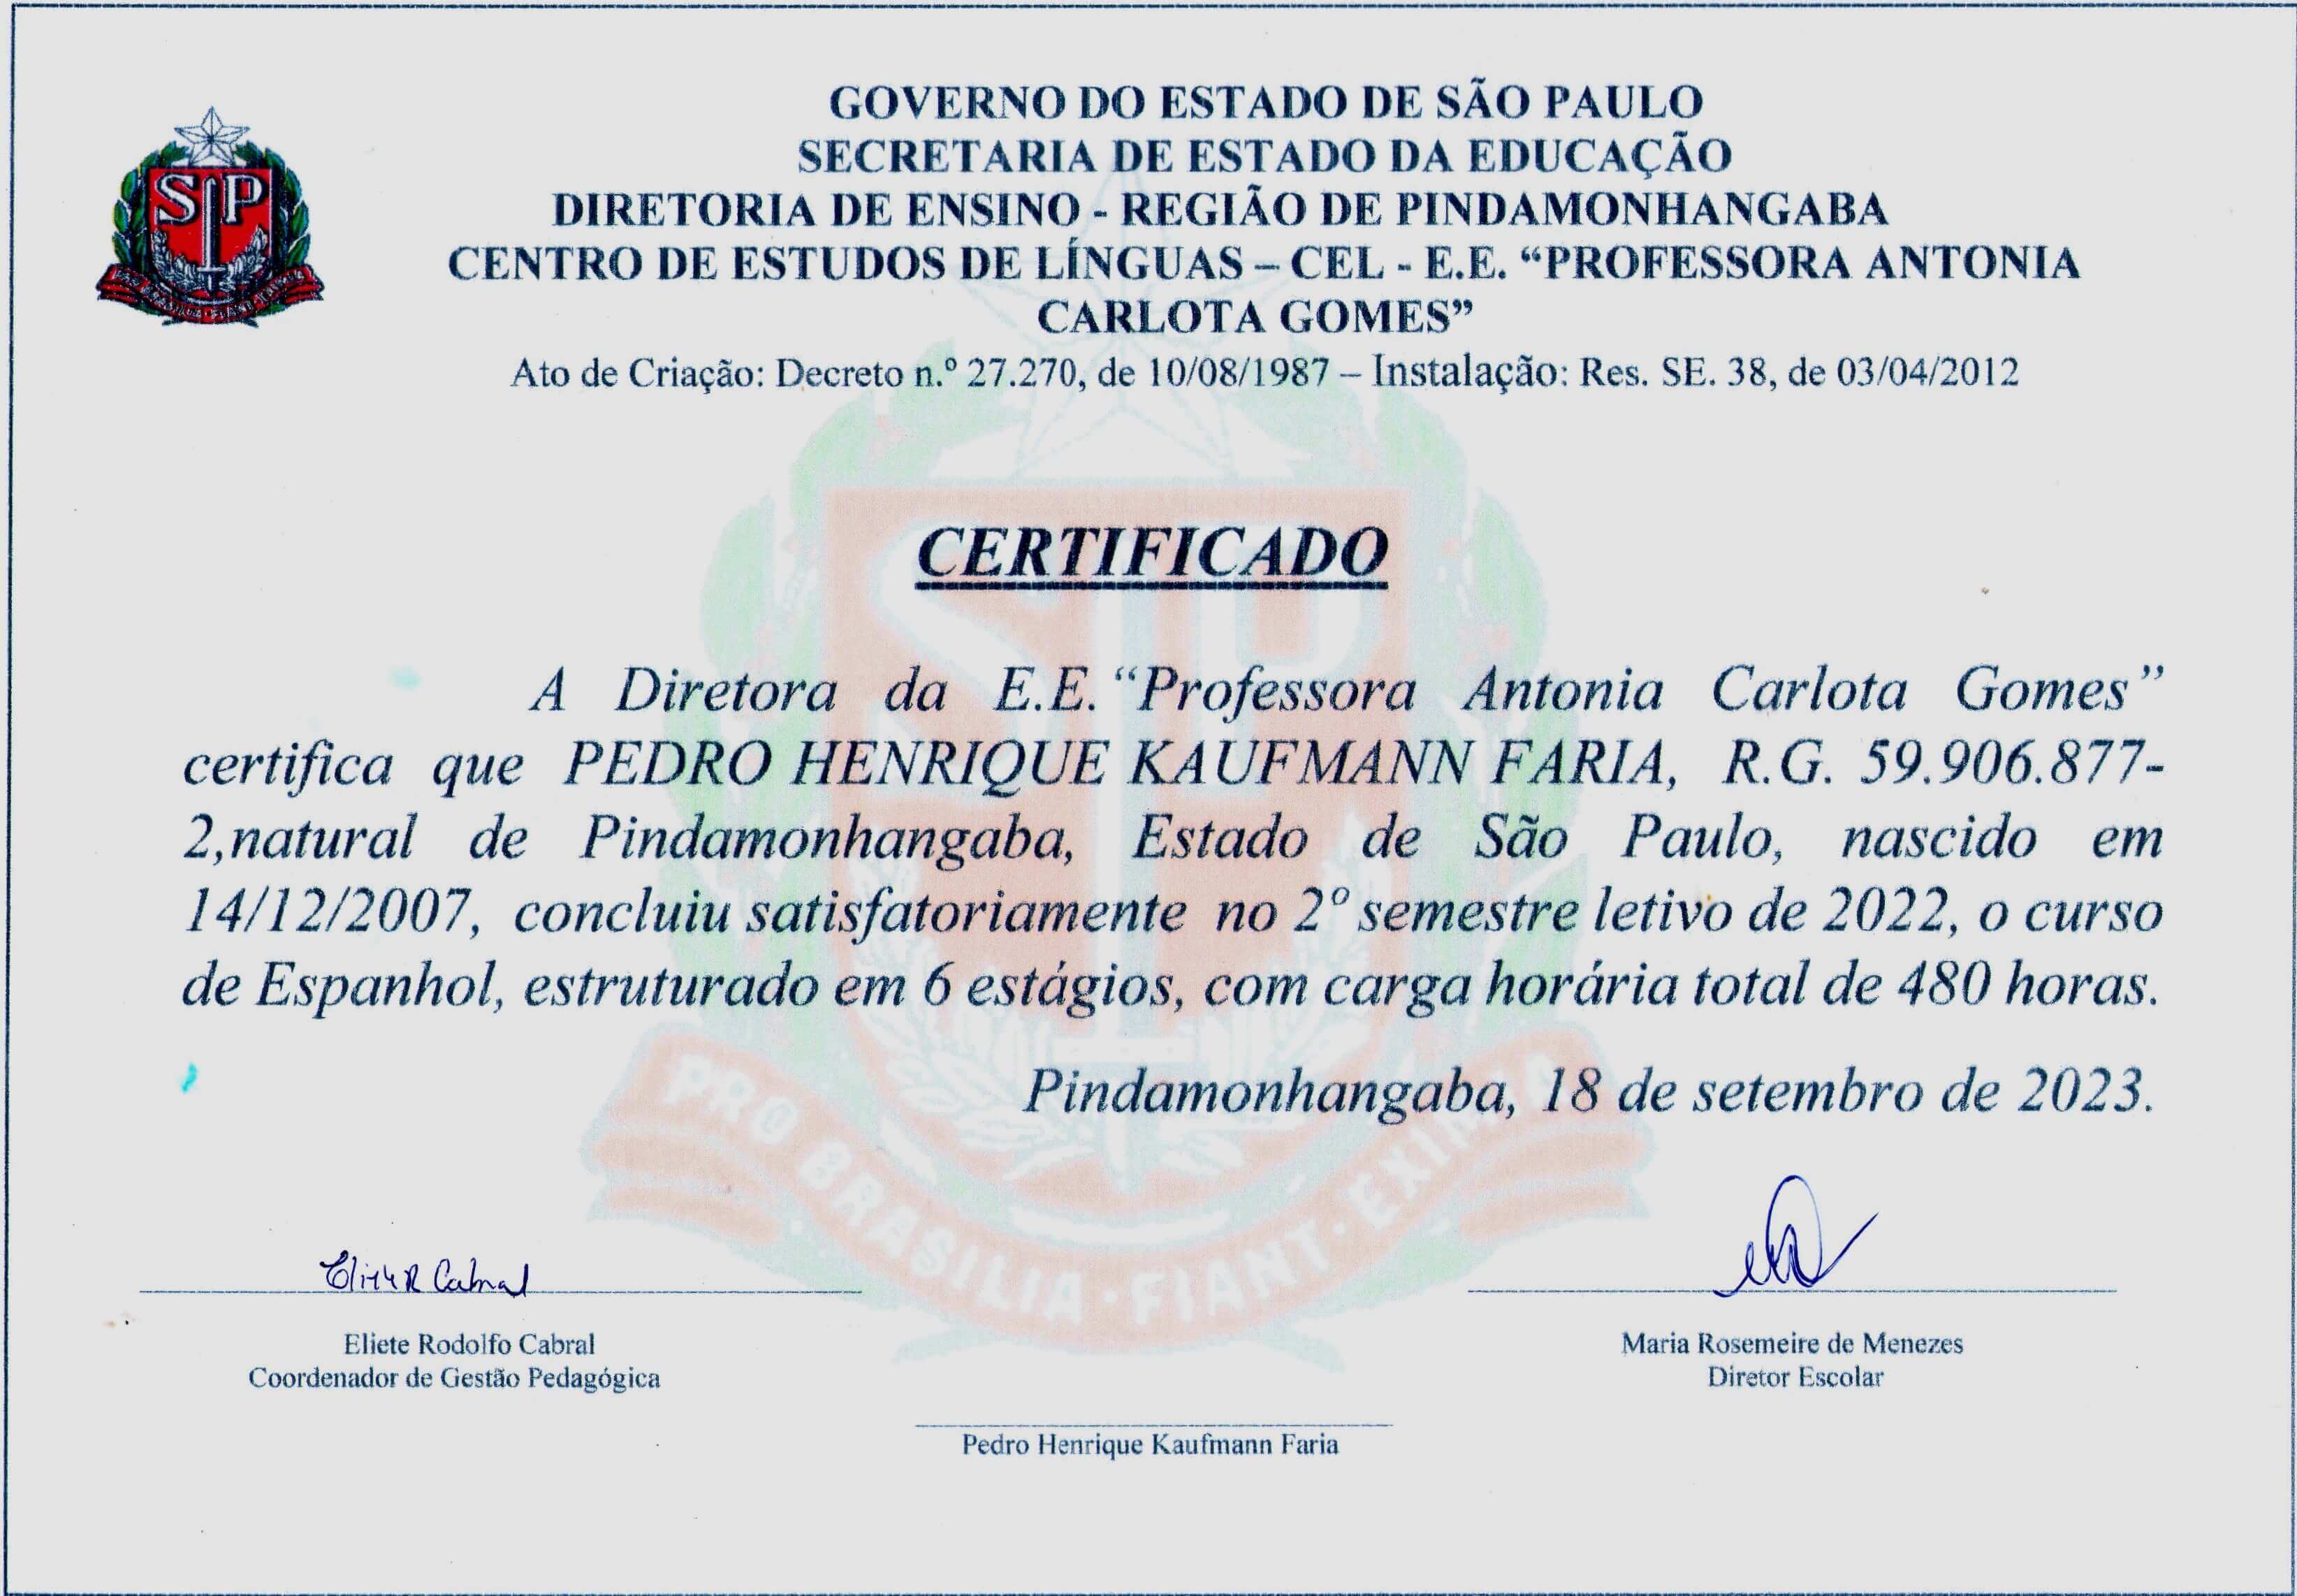 GOVERNO DO ESTADO DE SÃO PAULO
SECRETARIA DE ESTADO DA EDUCAÇÃO
DIRETORIA DE ENSINO - REGIÃO DE PINDAMONHANGABA
CENTRO DE ESTUDOS DE LÍNGUAS – CEL - E.E. “PROFESSORA ANTONIA
CARLOTA GOMES”
Ato de Criação: Decreto n.º 27.270, de 10/08/1987 – Instalação: Res. SE. 38, de 03/04/2012
SP
CERTIFICADO
A Diretora da E.E. “Professora Antonia Carlota Gomes”
certifica que PEDRO HENRIQUE KAUFMANN FARIA, R.G. 59.906.877-
2,natural de Pindamonhangaba, Estado de São Paulo, nascido em
14/12/2007, concluiu satisfatoriamente no 2º semestre letivo de 2022, o curso
de Espanhol, estruturado em 6 estágios, com carga horária total de 480 horas.
Pindamonhangaba, 18 de setembro de 2023.
PRO BRASILIA FIANT EXIMIA
Eliete R Cabral
Eliete Rodolfo Cabral
Coordenador de Gestão Pedagógica
Maria Rosemeire de Menezes
Diretor Escolar
Pedro Henrique Kaufmann Faria